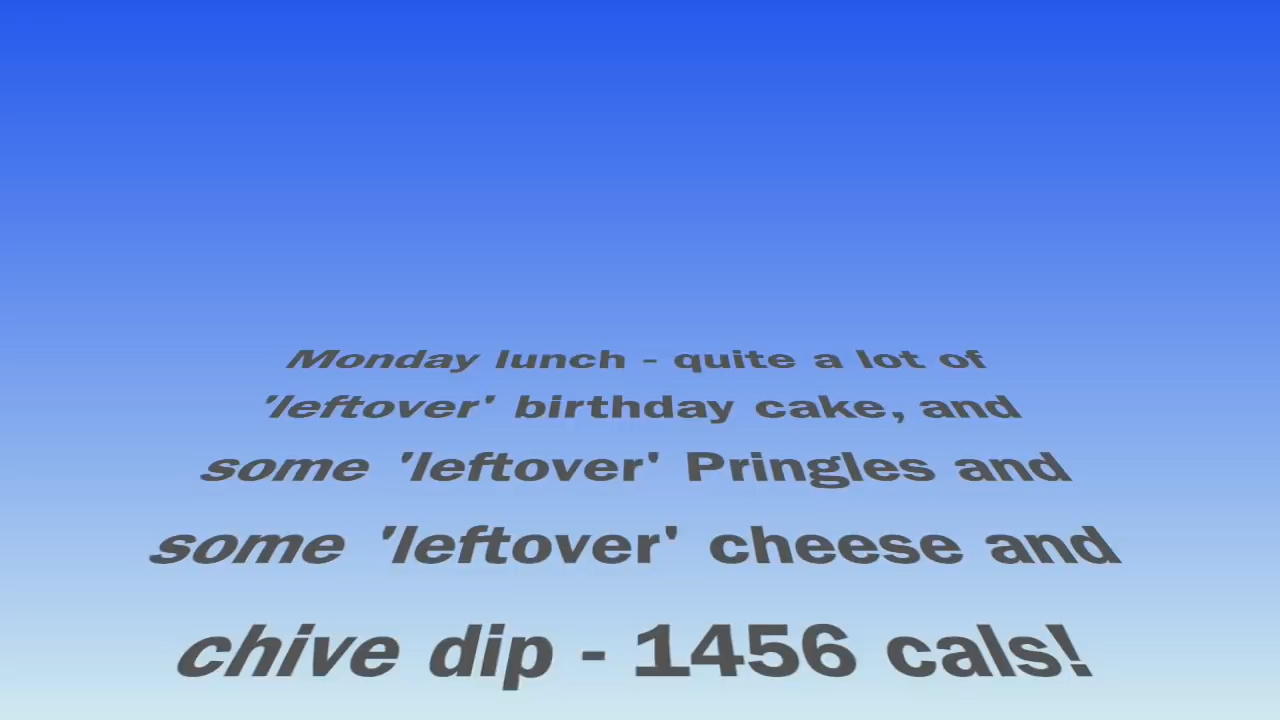 Monday lunch - quite a lot of
'leftover' birthday cake, and
some 'leftover' Pringles and
some 'leftover' cheese and
chive dip - 1456 cals!